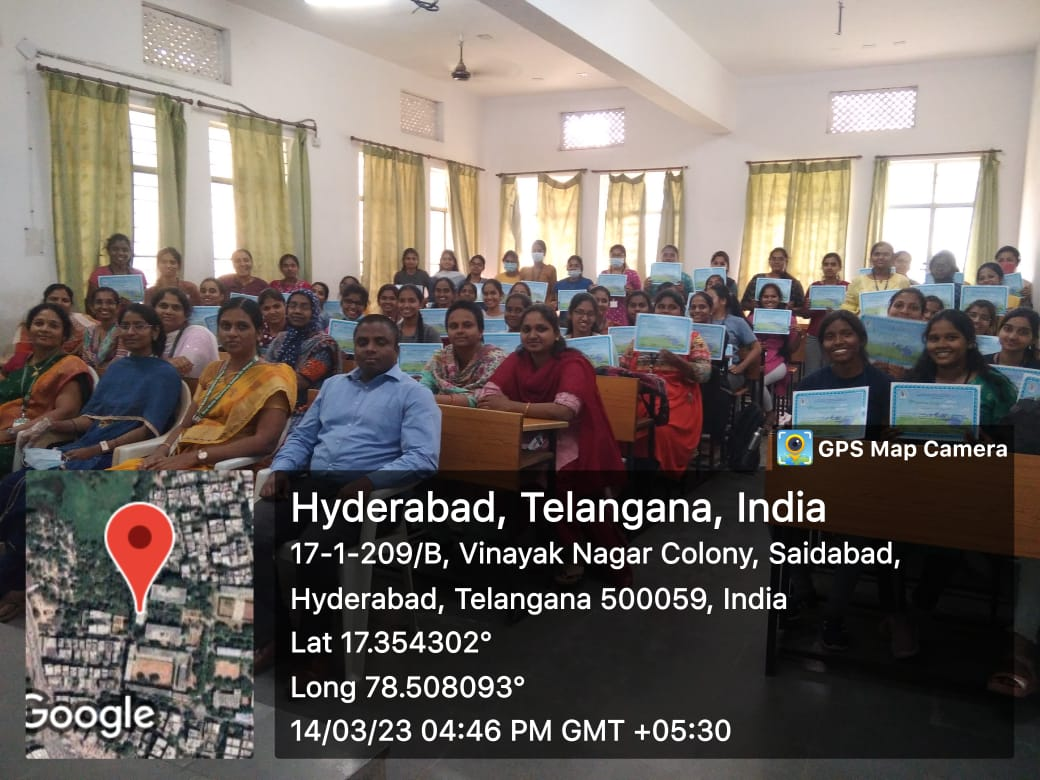 GPS Map Camera
Hyderabad, Telangana, India
17-1-209/B, Vinayak Nagar Colony, Saidabad,
Hyderabad, Telangana 500059, India
Lat 17.354302°
Long 78.508093°
14/03/23 04:46 PM GMT +05:30
Google